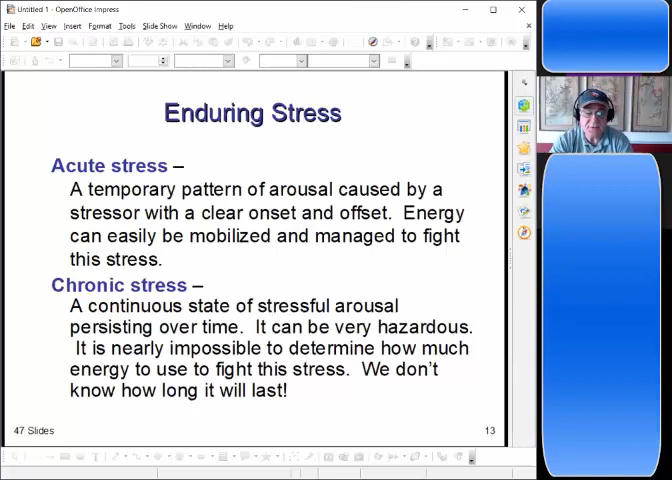 Untitled 1 - OpenOffice Impress
File Edit View Insert Format Tools Slide Show Window Help
Enduring Stress
Acute stress –
A temporary pattern of arousal caused by a
stressor with a clear onset and offset. Energy
can easily be mobilized and managed to fight
this stress.
Chronic stress –
A continuous state of stressful arousal
persisting over time. It can be very hazardous.
It is nearly impossible to determine how much
energy to use to fight this stress. We don't
know how long it will last!
47 Slides 13